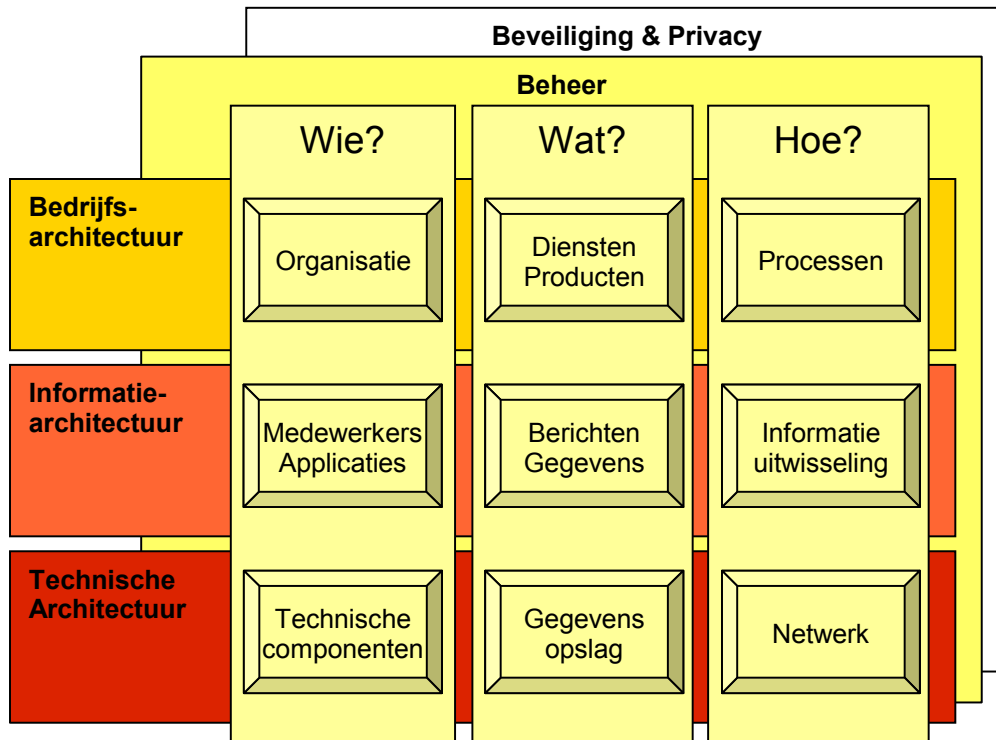 Beveiliging & Privacy
Beheer
Wie?
Wat?
Hoe?
Bedrijfs-
architectuur
Organisatie
Diensten
Producten
Processen
Informatie-
architectuur
Medewerkers
Applicaties
Berichten
Gegevens
Informatie
uitwisseling
Technische
Architectuur
Technische
componenten
Gegevens
opslag
Netwerk